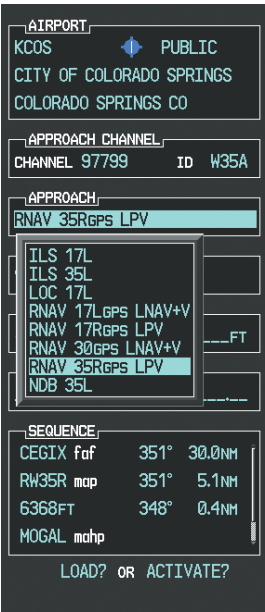 AIRPORT
KCOS PUBLIC
CITY OF COLORADO SPRINGS
COLORADO SPRINGS CO
APPROACH CHANNEL
CHANNEL 97799 ID W35A
APPROACH
RNAV 35RGPS LPV
ILS 17L
ILS 35L
LOC 17L
RNAV 17LGPS LNAV+V
RNAV 17RGPS LPV
RNAV 30GPS LNAV+V
RNAV 35RGPS LPV
NDB 35L
___FT
___.__
SEQUENCE
CEGIX faf 351° 30.0NM
RW35R map 351° 5.1NM
6368FT 348° 0.4NM
MOGAL mahp
LOAD? OR ACTIVATE?